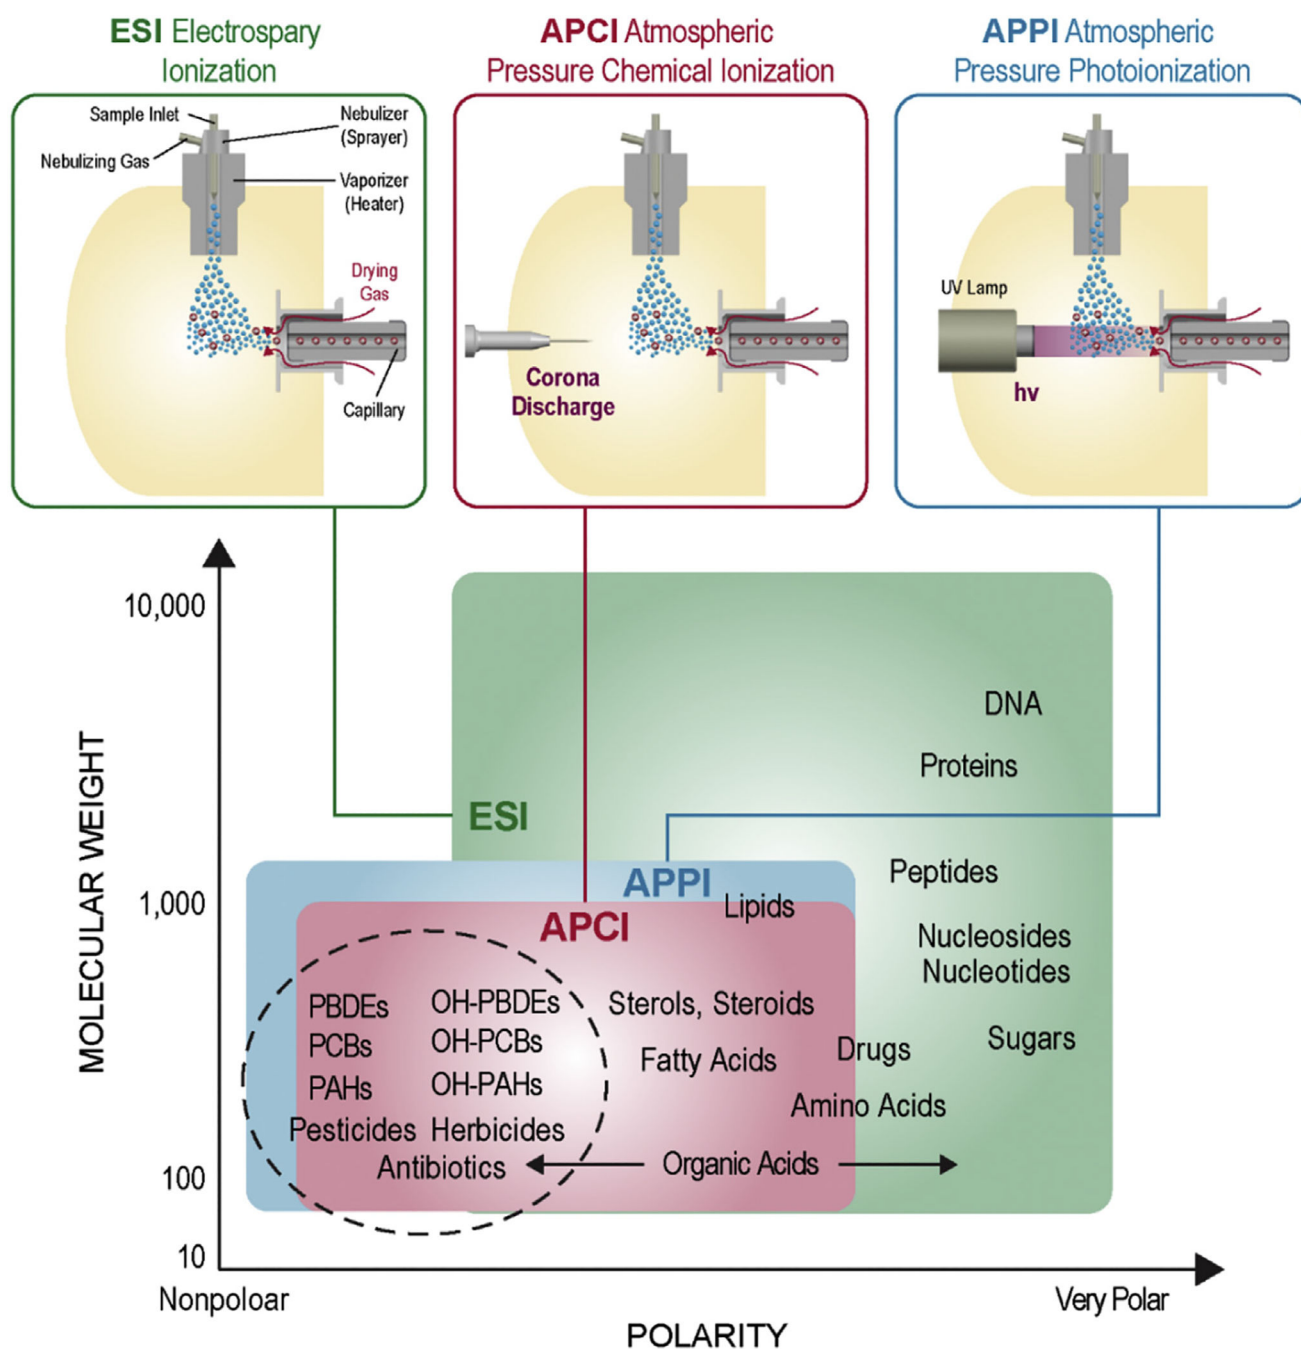 ESI Electrospary
Ionization
APCI Atmospheric
Pressure Chemical Ionization
APPI Atmospheric
Pressure Photoionization
Sample Inlet
Nebulizing Gas
Nebulizer
(Sprayer)
Vaporizer
(Heater)
Drying
Gas
Capillary
Corona
Discharge
UV Lamp
hv
MOLECULAR WEIGHT
10,000
1,000
100
10
ESI
APPI
APCI
DNA
Proteins
Peptides
Lipids
Nucleosides
Nucleotides
PBDEs
OH-PBDEs
Sterols, Steroids
PCBs
OH-PCBs
Fatty Acids
Drugs
Sugars
PAHs
OH-PAHs
Amino Acids
Pesticides
Herbicides
Antibiotics
Organic Acids
Nonpoloar
Very Polar
POLARITY